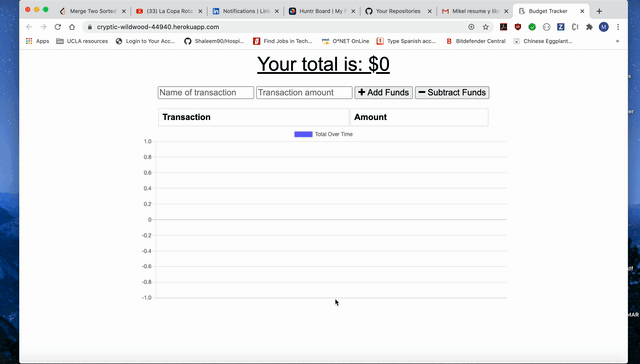 Merge Two Sorted
(33) La Copa Rota
Notifications | Link
Huntr Board | My
Your Repositories
Mikel resume y
Budget Tracker
cryptic-wildwood-44940.herokuapp.com
M
Apps
UCLA resources
Login to Your Acc...
Shaleem90/Hospi...
Find Jobs in Tech...
O*NET OnLine
Type Spanish acc...
Bitdefender Central
Chinese Eggplant...
Your total is: $0
Name of transaction
Transaction amount
+ Add Funds
− Subtract Funds
Transaction
Amount
Total Over Time
1.0
0.8
0.6
0.4
0.2
0
-0.2
-0.4
-0.6
-0.8
-1.0